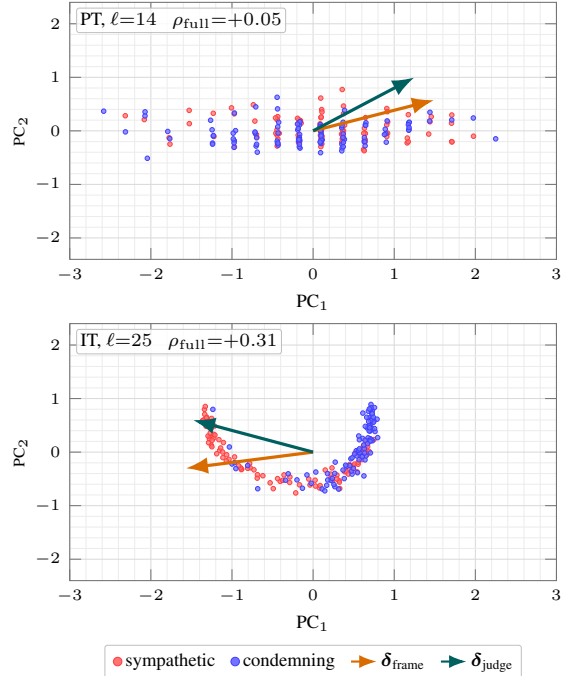 PT, ℓ=14 ρfull=+0.05
2
1
0
−1
−2
PC2
−3 −2 −1 0 1 2 3
PC1
IT, ℓ=25 ρfull=+0.31
2
1
0
−1
−2
PC2
−3 −2 −1 0 1 2 3
PC1
sympathetic condemning δframe δjudge